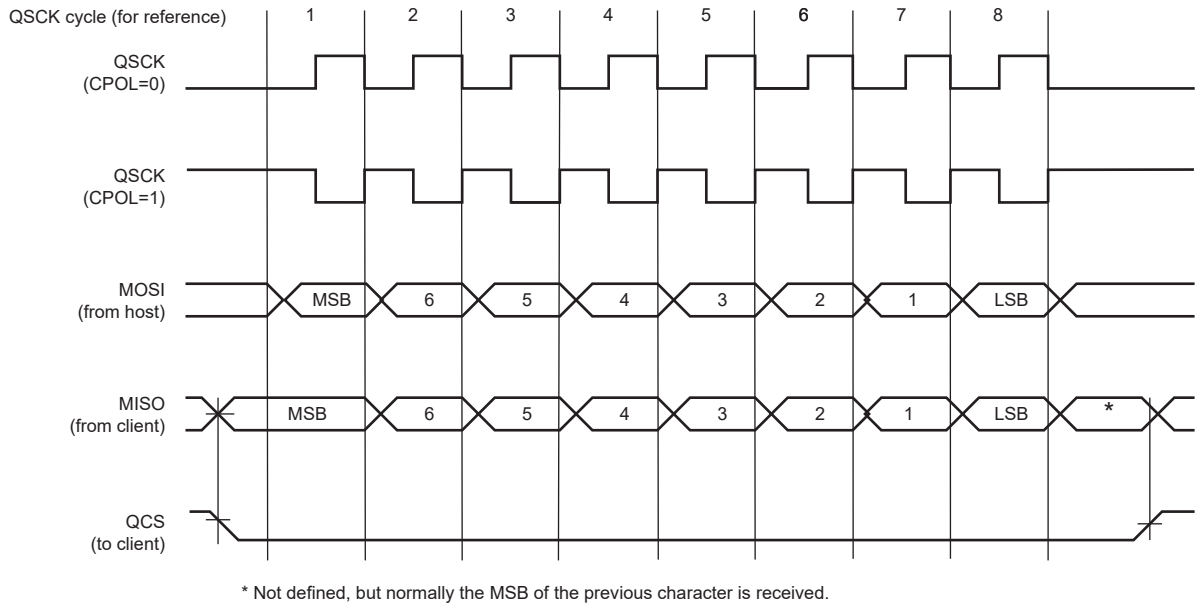 QSCK cycle (for reference) 1 2 3 4 5 6 7 8
QSCK
(CPOL=0)
QSCK
(CPOL=1)
MOSI
(from host)
MSB 6 5 4 3 2 1 LSB
MISO
(from client)
MSB 6 5 4 3 2 1 LSB *
QCS
(to client)
* Not defined, but normally the MSB of the previous character is received.